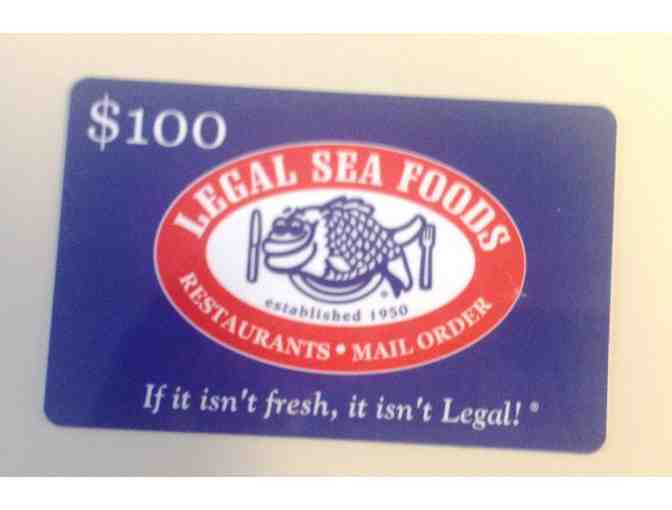 $100
LEGAL SEA FOODS
established 1950
RESTAURANTS • MAIL ORDER
If it isn't fresh, it isn't Legal! ®